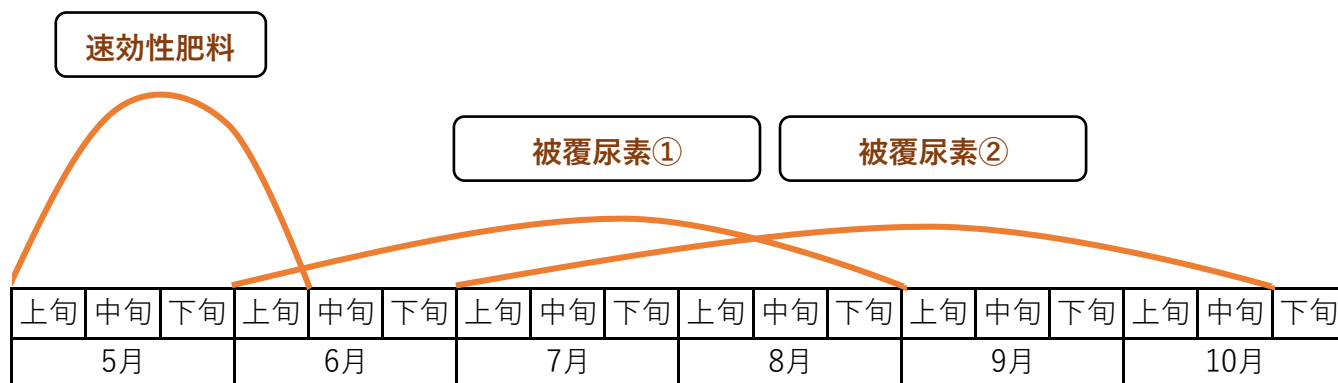 速効性肥料
被覆尿素① 被覆尿素②
上旬 中旬 下旬 上旬 中旬 下旬 上旬 中旬 下旬 上旬 中旬 下旬 上旬 中旬 下旬 上旬 中旬 下旬
5月 6月 7月 8月 9月 10月